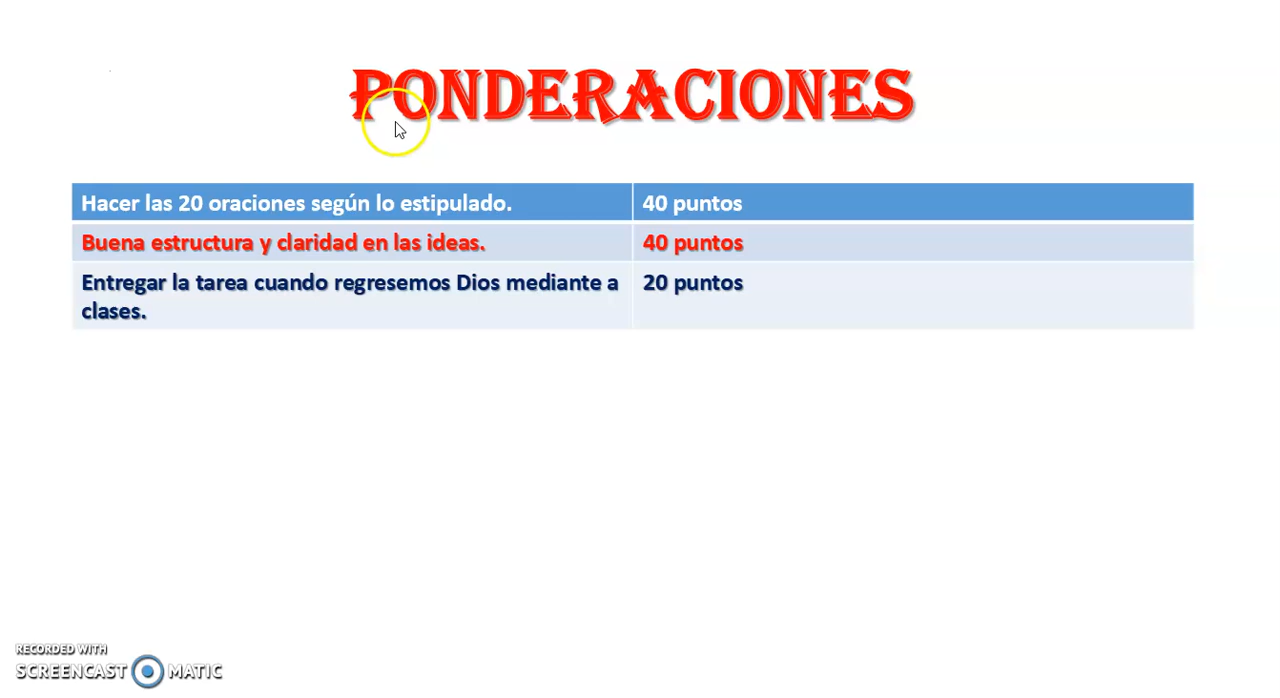 PONDERACIONES
Hacer las 20 oraciones según lo estipulado. 40 puntos
Buena estructura y claridad en las ideas. 40 puntos
Entregar la tarea cuando regresemos Dios mediante a 20 puntos
clases.
RECORDED WITH
SCREENCAST MATIC